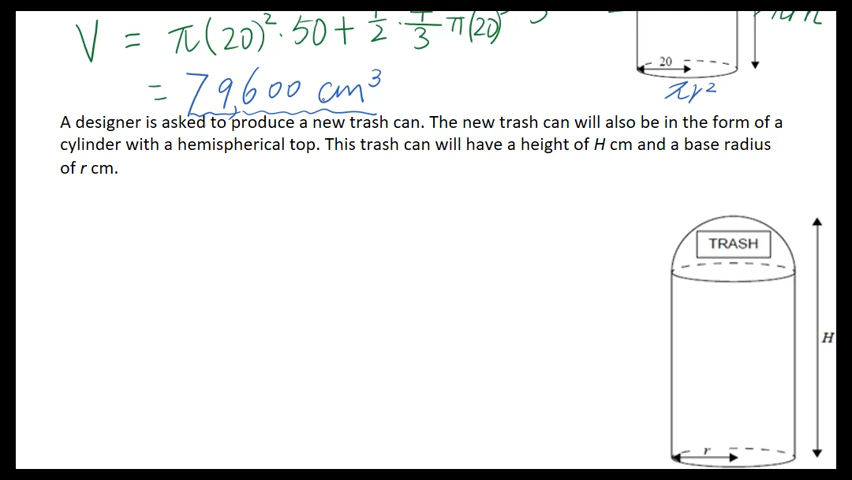 V = π(20)².50+ 1/2 . 4/3 π(20)³
20
= 79,600 cm³
πr²
A designer is asked to produce a new trash can. The new trash can will also be in the form of a
cylinder with a hemispherical top. This trash can will have a height of H cm and a base radius
of r cm.
TRASH
H
r